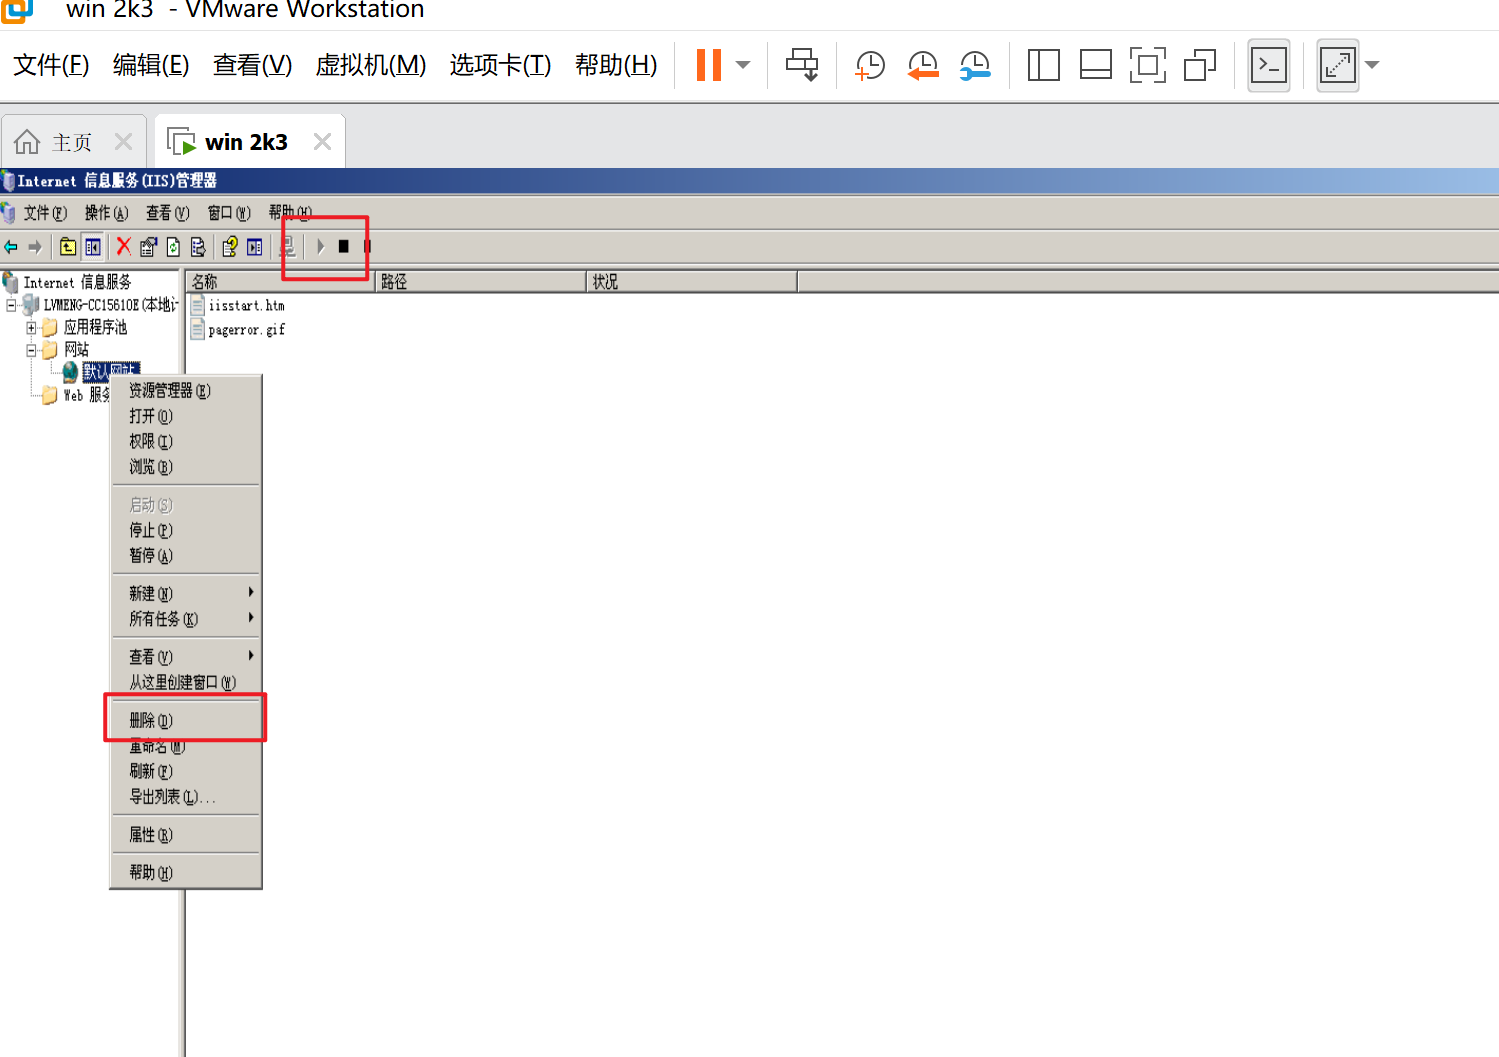 win 2k3 - VMware Workstation
文件(F) 编辑(E) 查看(V) 虚拟机(M) 选项卡(T) 帮助(H)
主页 win 2k3
Internet 信息服务(IIS)管理器
文件(F) 操作(A) 查看(V) 窗口(W) 帮助(H)
Internet 信息服务
LVMENG-CC15610E(本地计
应用程序池
网站
默认网站
Web 服务
名称 路径 状况
iisstart.htm
pagerror.gif
资源管理器(E)
打开(O)
权限(I)
浏览(B)
启动(S)
停止(P)
暂停(A)
新建(N)
所有任务(K)
查看(V)
从这里创建窗口(W)
删除(D)
重命名(M)
刷新(F)
导出列表(L)...
属性(R)
帮助(H)